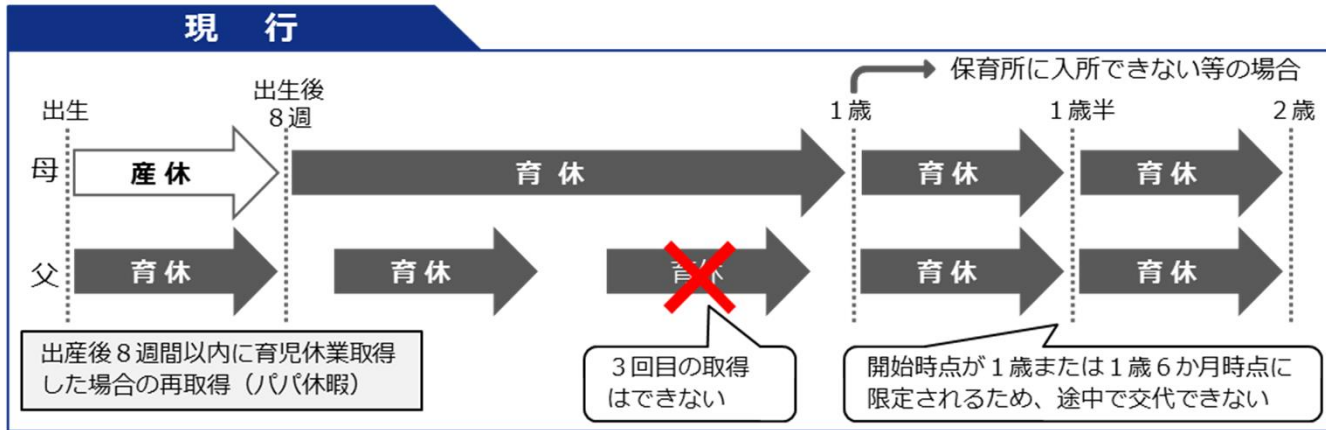 現 行
保育所に入所できない等の場合
出生
出生後
8週
1歳
1歳半
2歳
母
産休
育休
育休
育休
父
育休
育休
育休
育休
育休
出産後8週間以内に育児休業取得
した場合の再取得（パパ休暇）
3回目の取得
はできない
開始時点が1歳または1歳6か月時点に
限定されるため、途中で交代できない